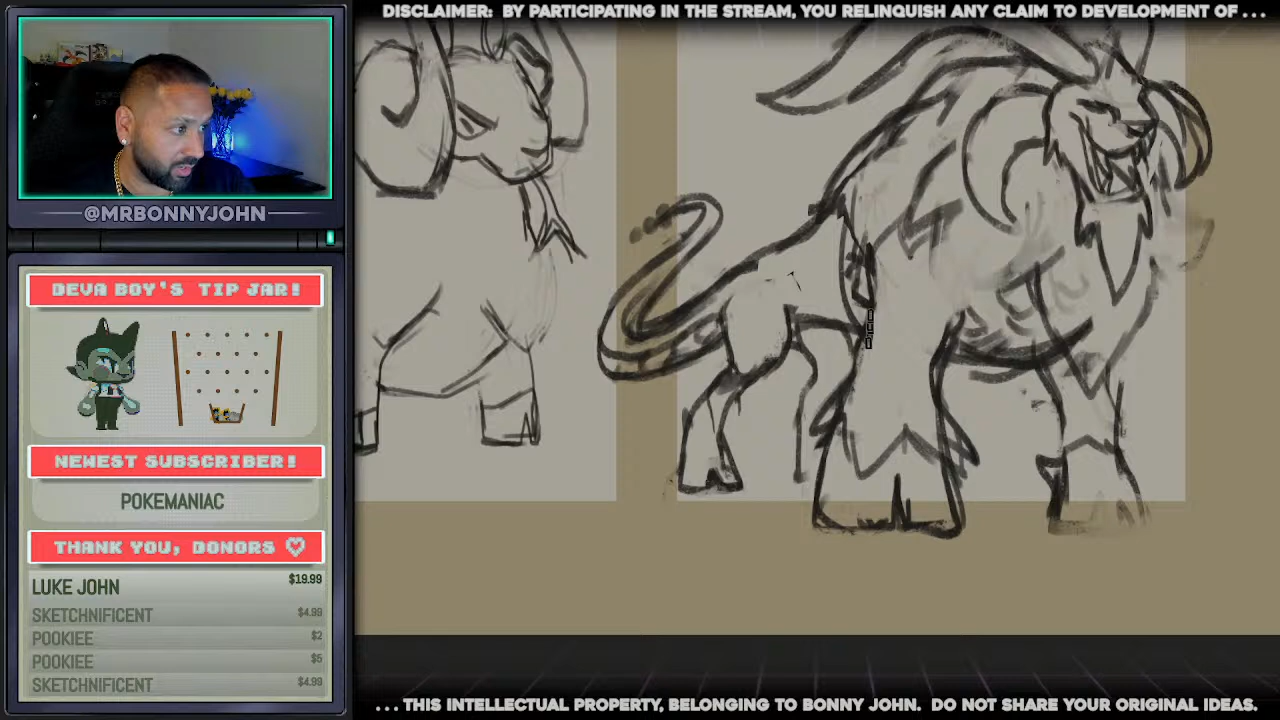 DISCLAIMER: BY PARTICIPATING IN THE STREAM, YOU RELINQUISH ANY CLAIM TO DEVELOPMENT OF . . .
@MRBONNYJOHN
DEVA BOY'S TIP JAR!
NEWEST SUBSCRIBER!
POKEMANIAC
THANK YOU, DONORS ♡
LUKE JOHN $19.99
SKETCHNIFICENT $4.99
POOKIEE $2
POOKIEE $5
SKETCHNIFICENT $4.99
. . . THIS INTELLECTUAL PROPERTY, BELONGING TO BONNY JOHN. DO NOT SHARE YOUR ORIGINAL IDEAS.